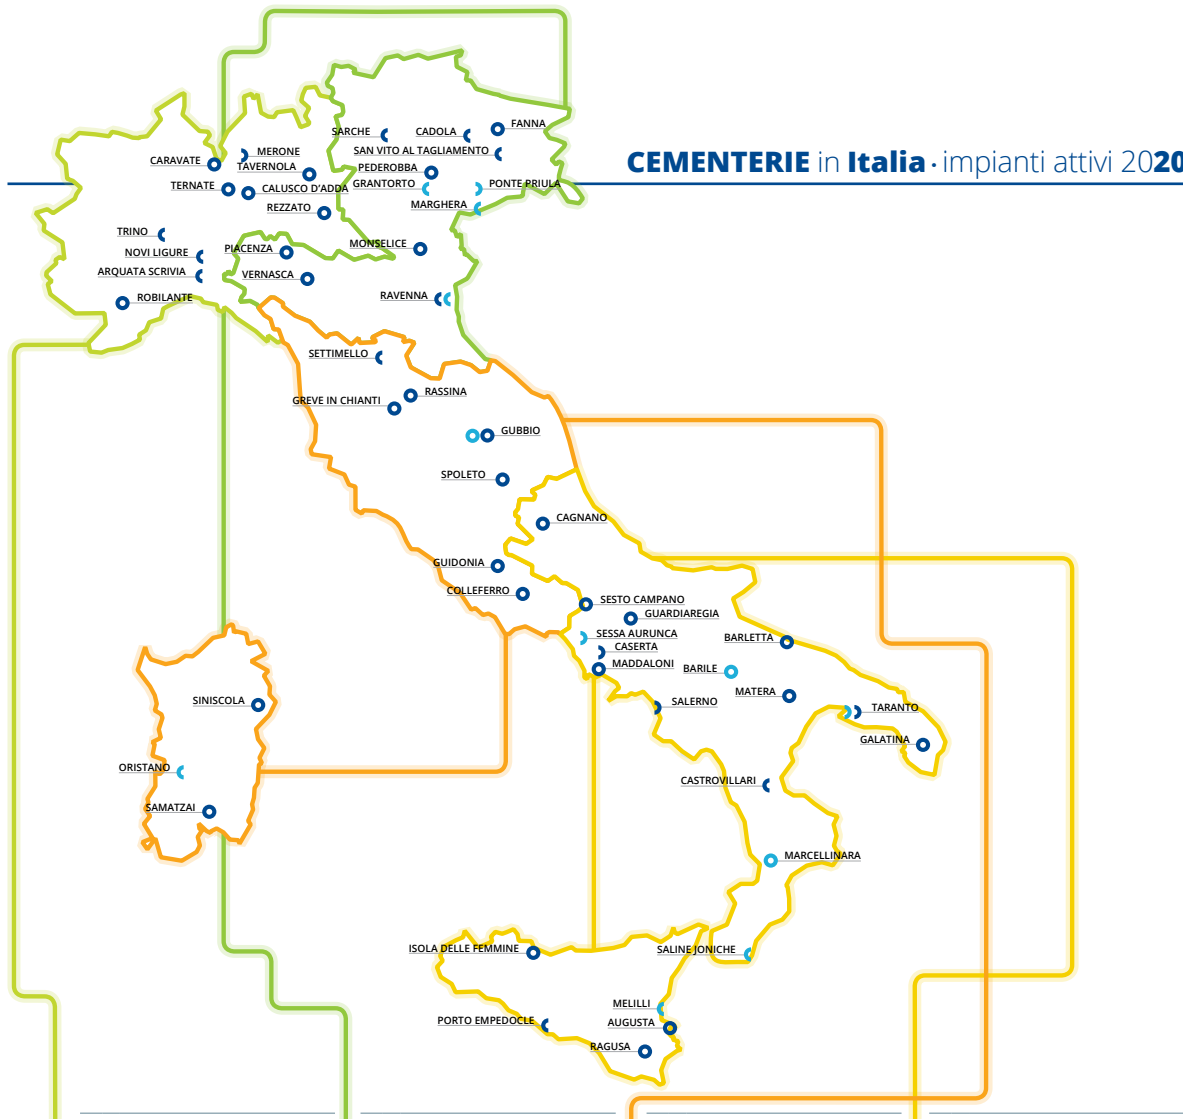 CEMENTERIE in Italia · impianti attivi 2020
FANNA
SARCHE
CADOLA
SAN VITO AL TAGLIAMENTO
MERONE
CARAVATE
TAVERNOLA
PEDEROBBA
TERNATE
CALUSCO D'ADDA
GRANTORTO
PONTE PRIULA
REZZATO
MARGHERA
TRINO
NOVI LIGURE
PIACENZA
MONSELICE
ARQUATA SCRIVIA
VERNASCA
ROBILANTE
RAVENNA
SETTIMELLO
RASSINA
GREVE IN CHIANTI
GUBBIO
SPOLETO
CAGNANO
GUIDONIA
COLLEFERRO
SESTO CAMPANO
GUARDIAREGIA
SESSA AURUNCA
BARLETTA
CASERTA
MADDALONI
BARILE
MATERA
SINISCOLA
SALERNO
TARANTO
GALATINA
ORISTANO
CASTROVILLARI
SAMATZAI
MARCELLINARA
ISOLA DELLE FEMMINE
SALINE JONICHE
MELILLI
PORTO EMPEDOCLE
AUGUSTA
RAGUSA